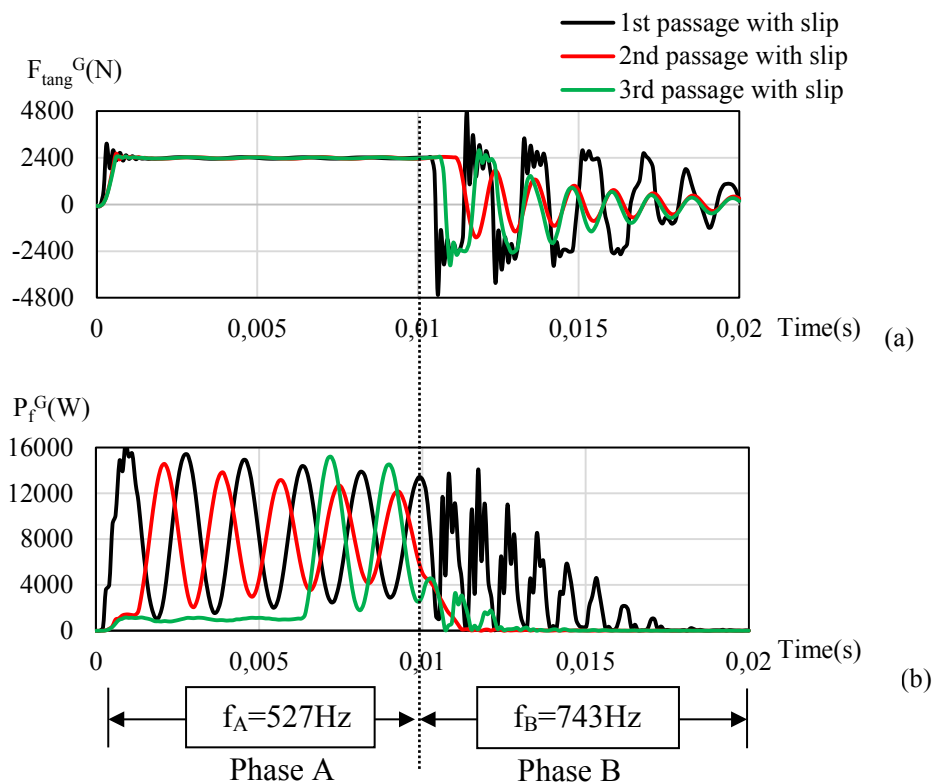 1st passage with slip
2nd passage with slip
3rd passage with slip
F_tang^G(N)
4800
2400
0
-2400
-4800
0 0,005 0,01 0,015 0,02
Time(s)
(a)
P_f^G(W)
16000
12000
8000
4000
0
0 0,005 0,01 0,015 0,02
Time(s)
(b)
f_A=527Hz f_B=743Hz
Phase A Phase B